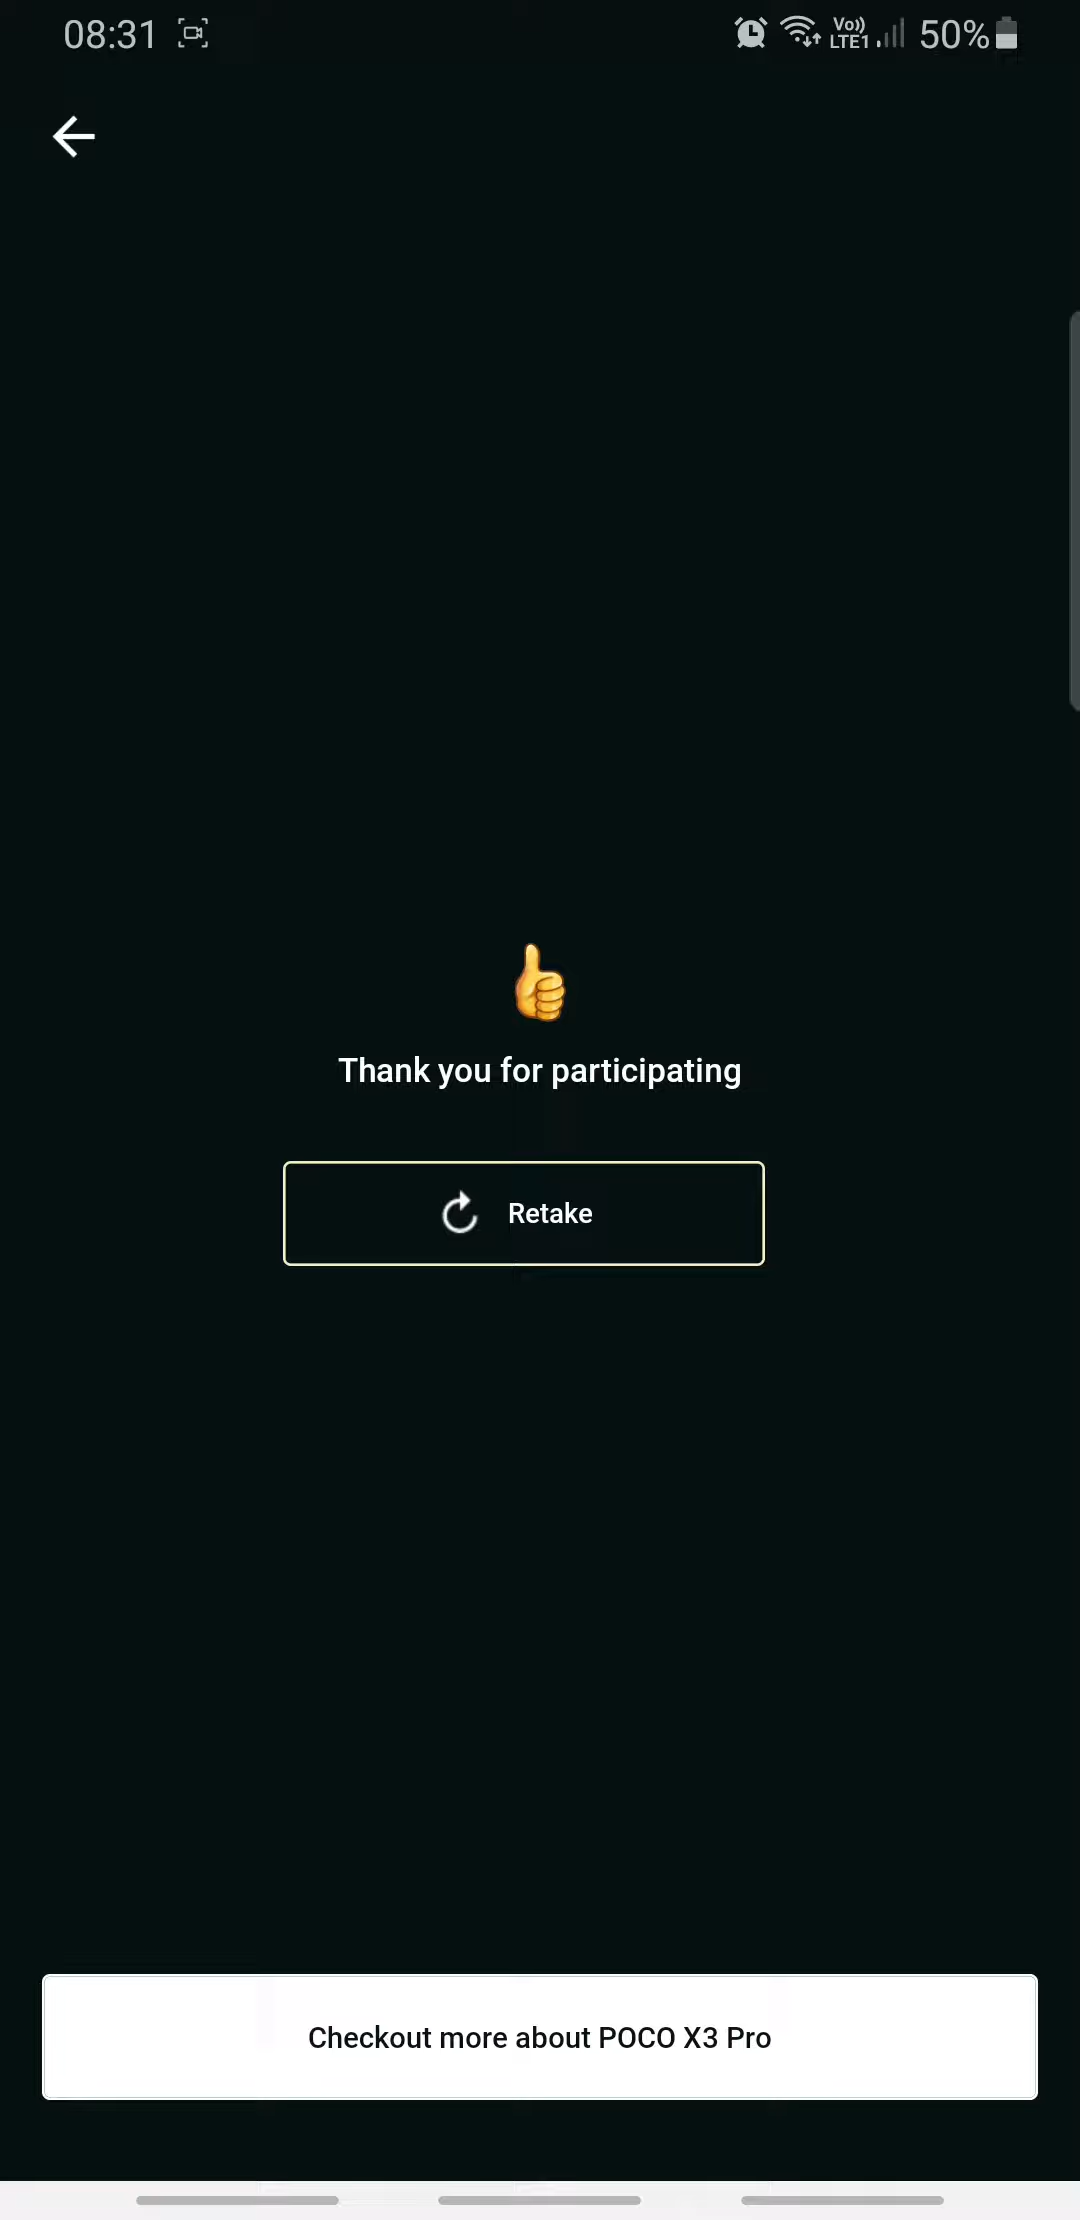 08:31
Vo)) LTE1 50%
Thank you for participating
Retake
Checkout more about POCO X3 Pro